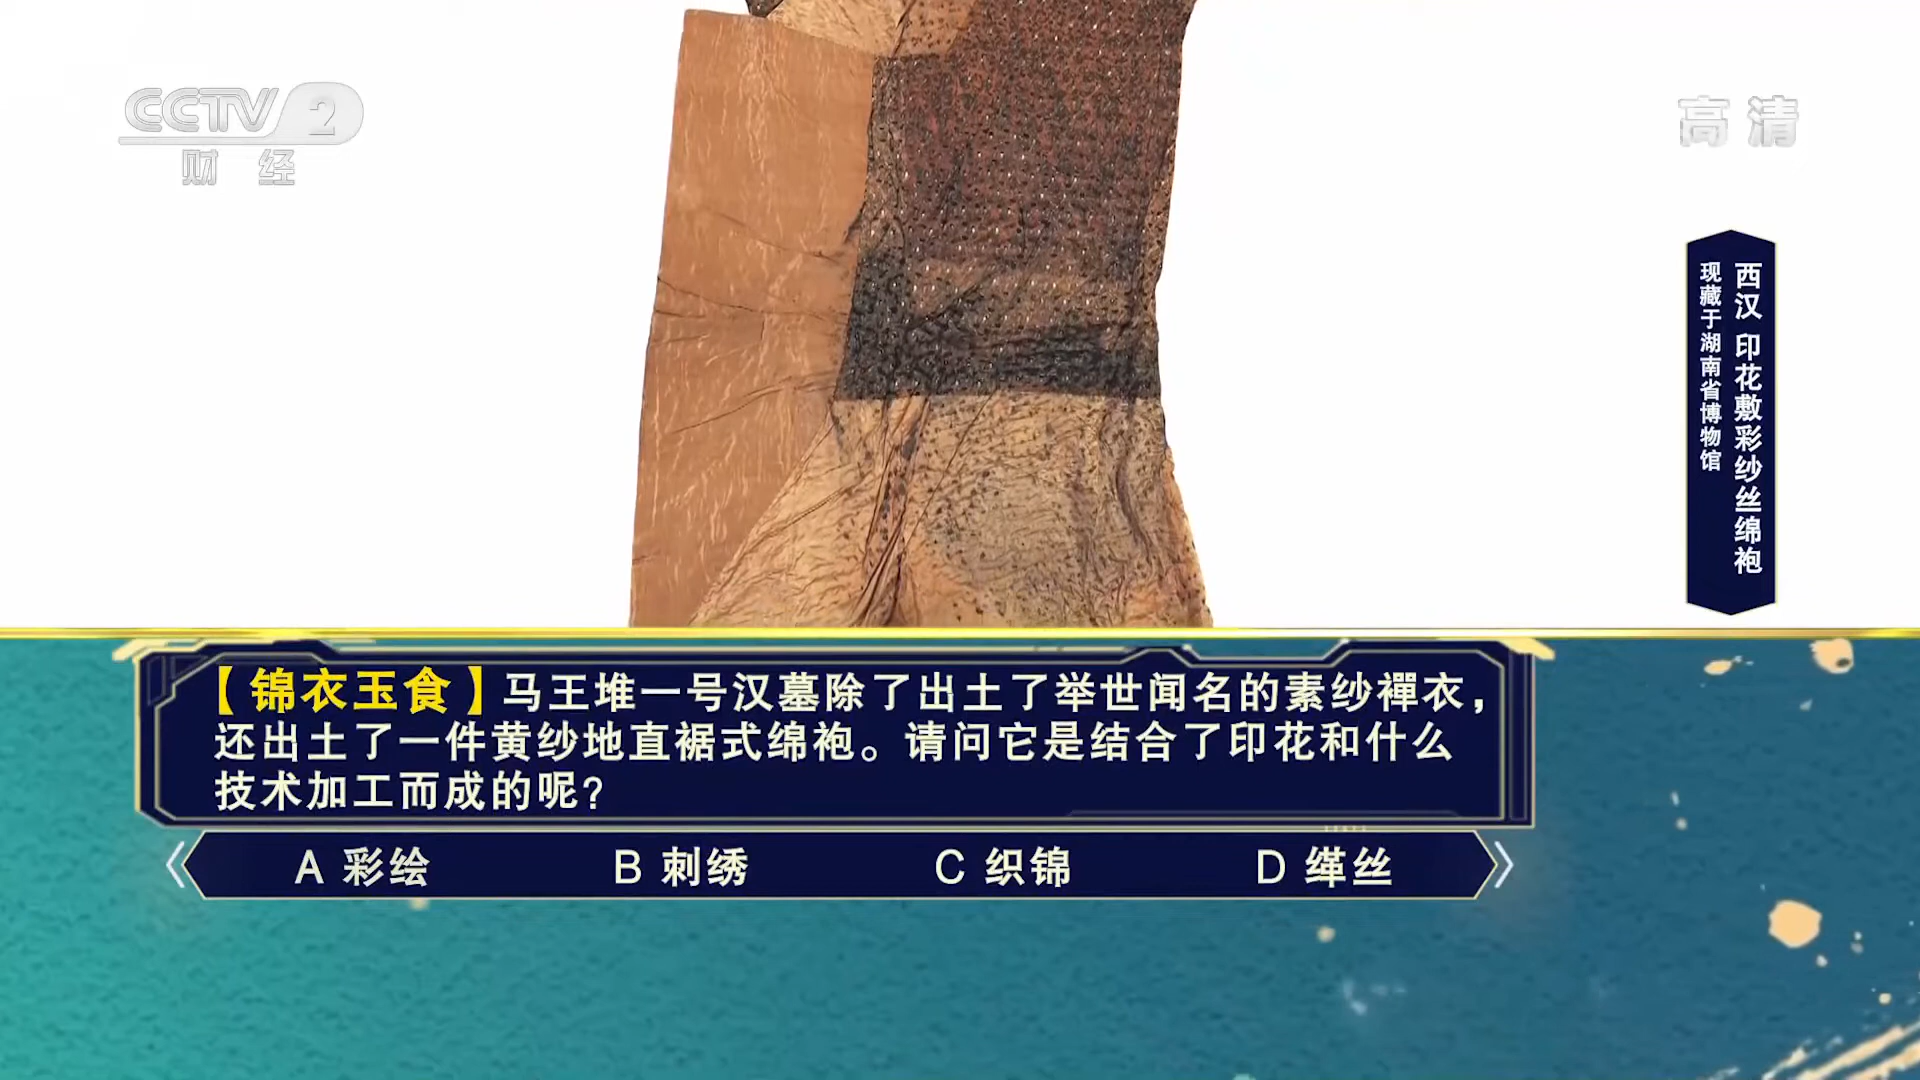 CCTV 2
财 经
高 清
西汉 印花敷彩纱丝绵袍
现藏于湖南省博物馆
【锦衣玉食】马王堆一号汉墓除了出土了举世闻名的素纱襌衣，
还出土了一件黄纱地直裾式绵袍。请问它是结合了印花和什么
技术加工而成的呢？
A 彩绘 B 刺绣 C 织锦 D 缂丝